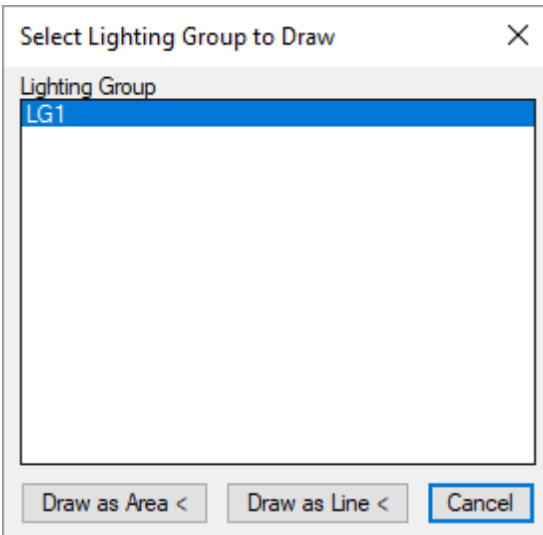 Select Lighting Group to Draw
Lighting Group
LG1
Draw as Area < Draw as Line < Cancel